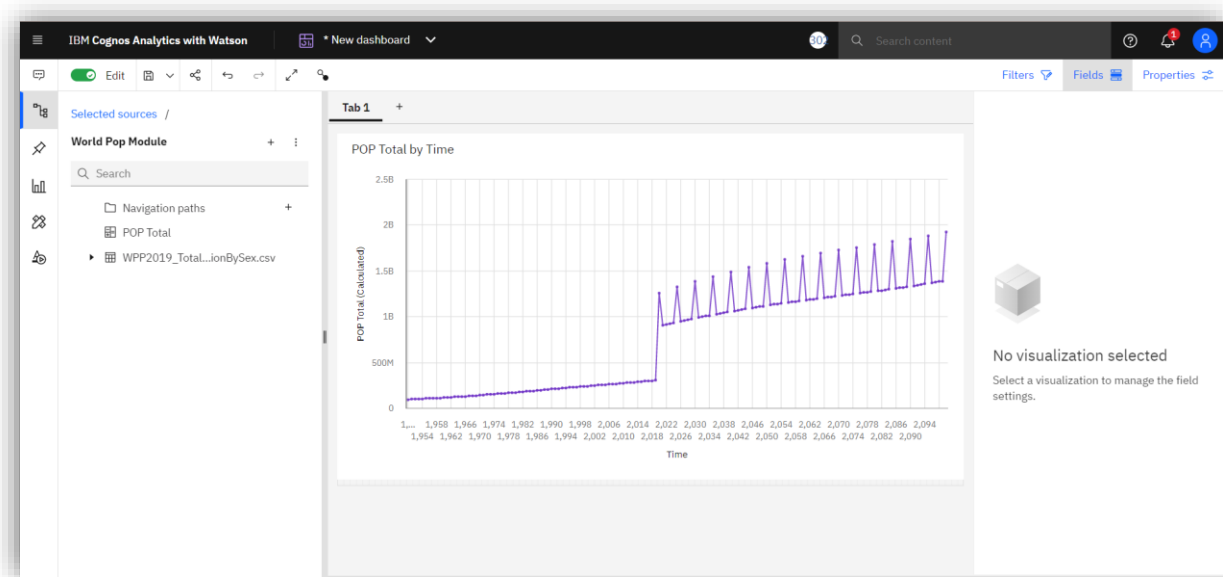 IBM Cognos Analytics with Watson
* New dashboard
302
Search content
1
Edit
Filters
Fields
Properties
Selected sources /
World Pop Module
Search
Navigation paths
POP Total
WPP2019_Total...ionBySex.csv
Tab 1
POP Total by Time
2.5B
2B
1.5B
1B
500M
0
POP Total (Calculated)
1,... 1,958 1,966 1,974 1,982 1,990 1,998 2,006 2,014 2,022 2,030 2,038 2,046 2,054 2,062 2,070 2,078 2,086 2,094
1,954 1,962 1,970 1,978 1,986 1,994 2,002 2,010 2,018 2,026 2,034 2,042 2,050 2,058 2,066 2,074 2,082 2,090
Time
No visualization selected
Select a visualization to manage the field
settings.